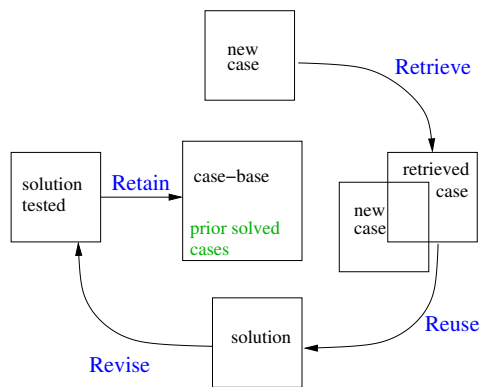 new
case
Retrieve
retrieved
case
new
case
Reuse
solution
Revise
solution
tested
Retain
case–base
prior solved
cases